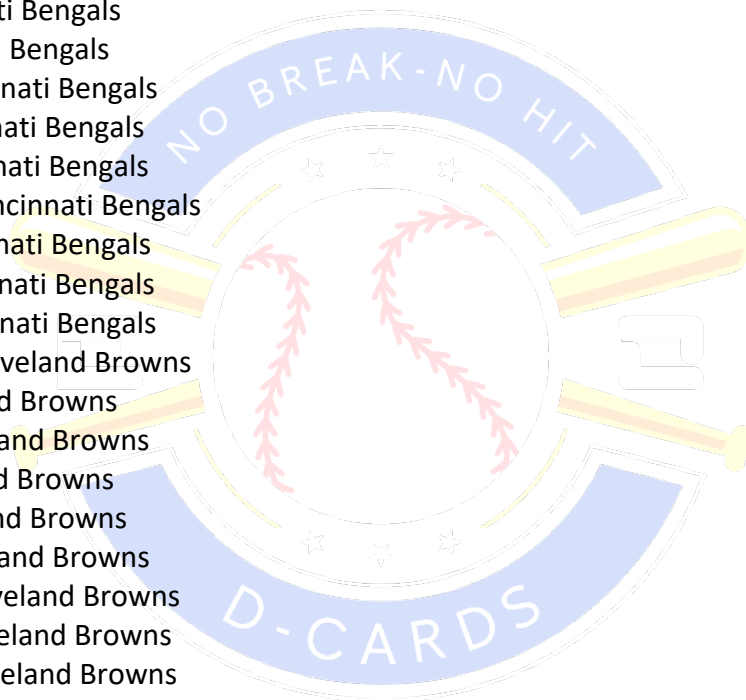 ti Bengals
Bengals
nati Bengals
nati Bengals
nati Bengals
ncinnati Bengals
nati Bengals
nati Bengals
nati Bengals
veland Browns
d Browns
and Browns
d Browns
nd Browns
and Browns
veland Browns
eland Browns
eland Browns
NO BREAK-NO HIT
D-CARDS